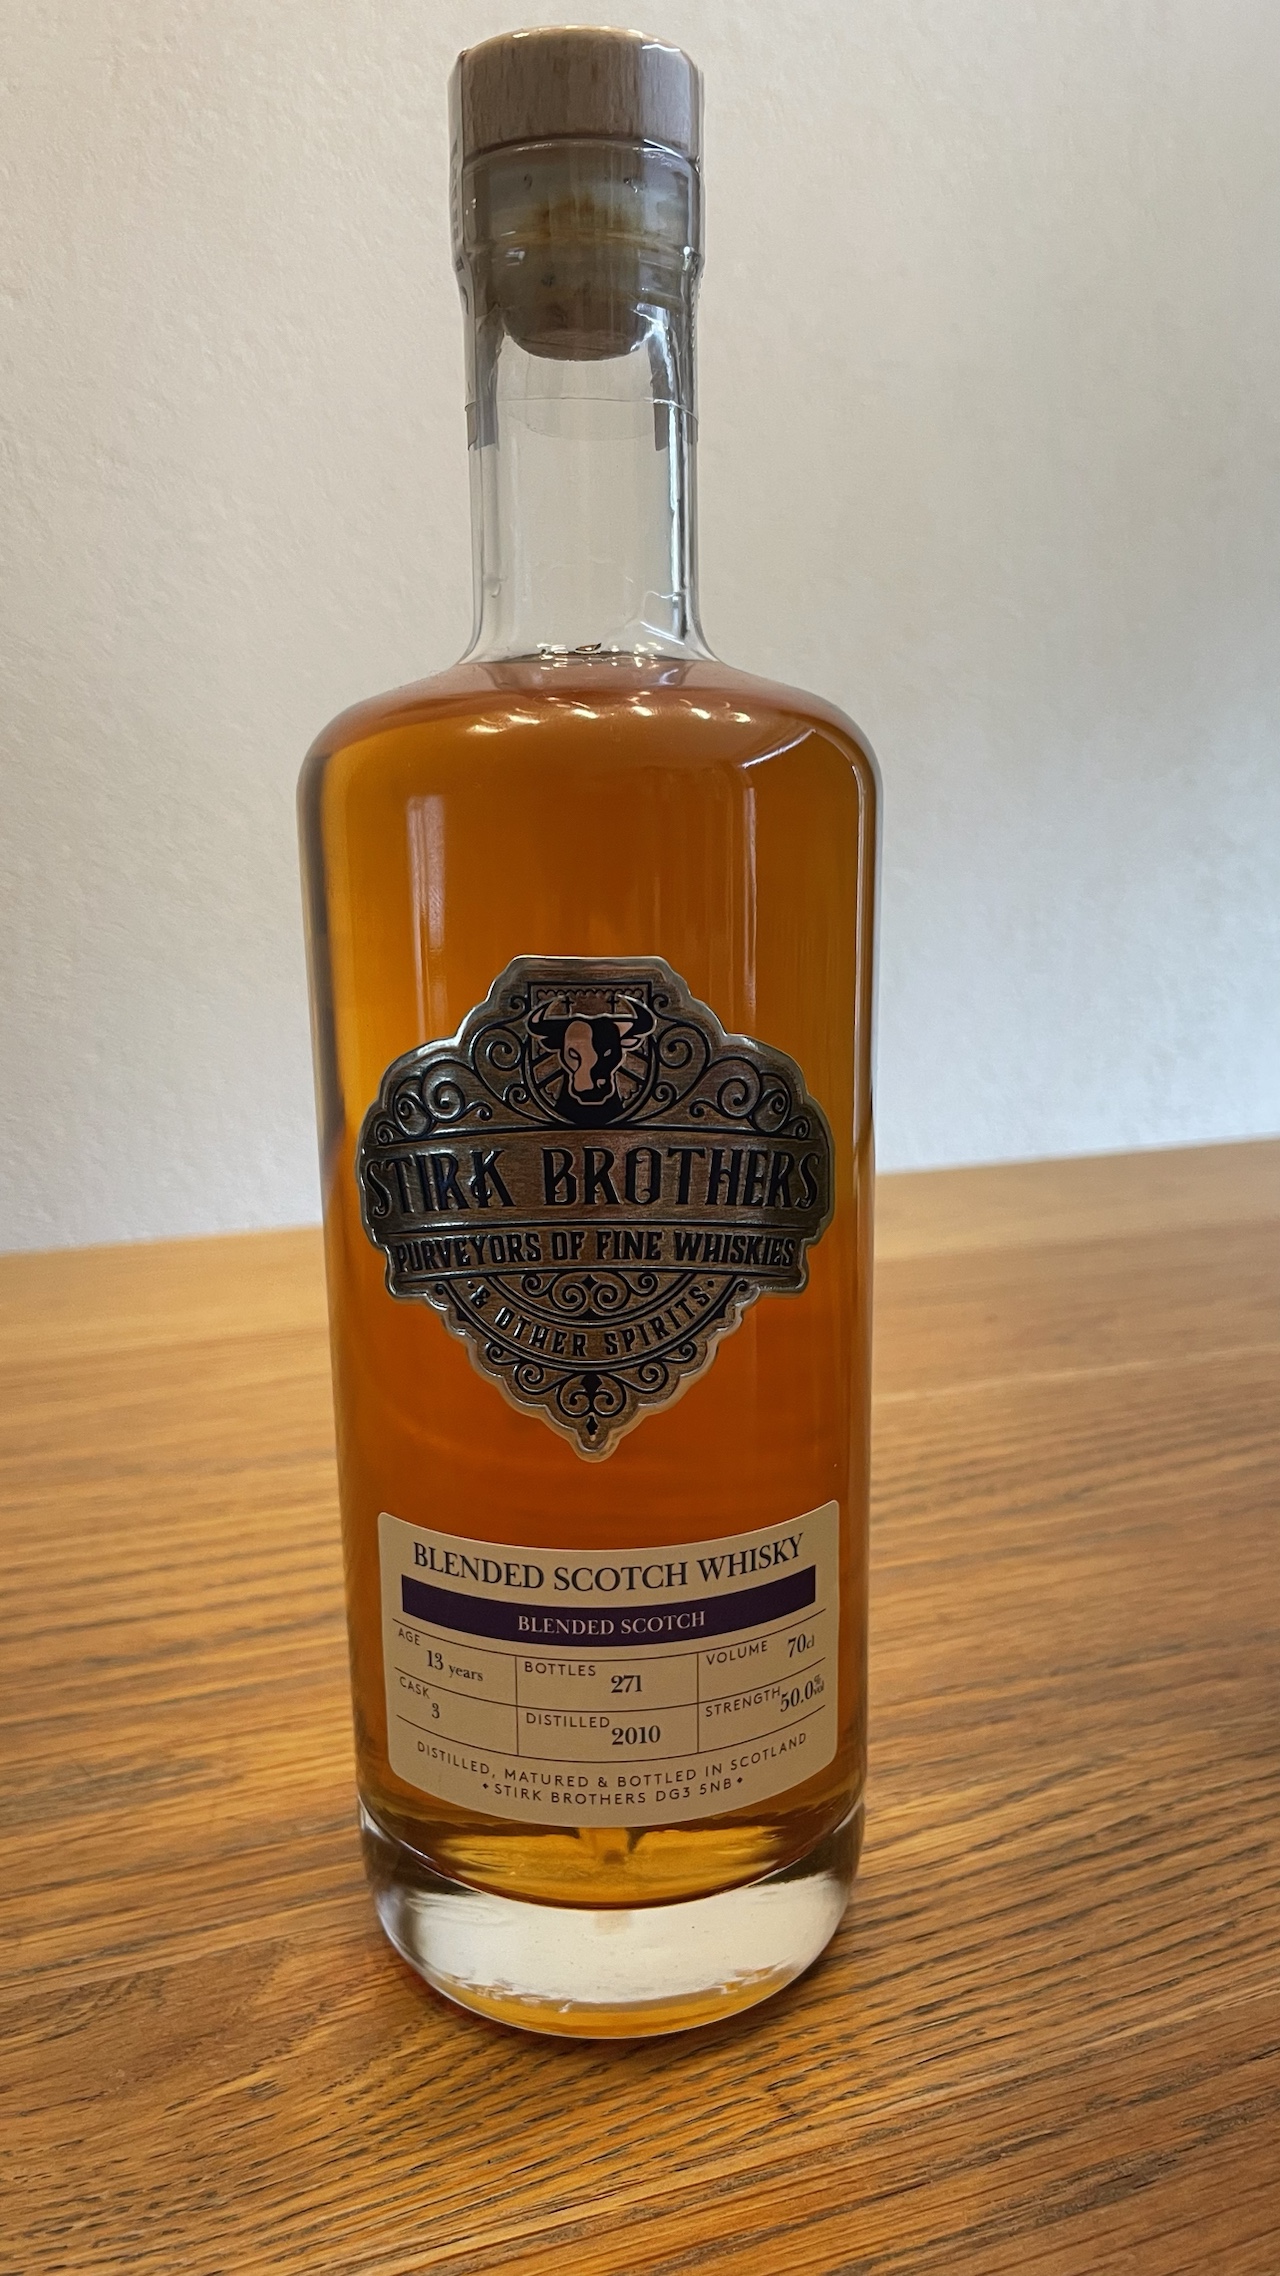 STIRK BROTHERS
PURVEYORS OF FINE WHISKIES
& OTHER SPIRITS
BLENDED SCOTCH WHISKY
BLENDED SCOTCH
AGE 13 years
BOTTLES 271
VOLUME 70cl
CASK 3
DISTILLED 2010
STRENGTH 50.0% vol
DISTILLED, MATURED & BOTTLED IN SCOTLAND
• STIRK BROTHERS DG3 5NB •